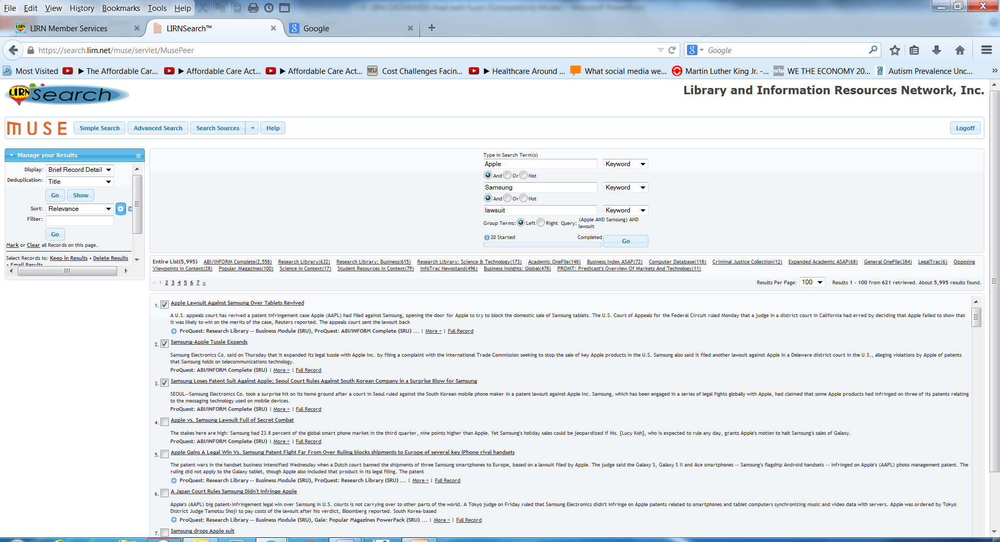 File Edit View History Bookmarks Tools Help
LIRN Member Services
LIRNSearch™
Google
https://search.lirn.net/muse/servlet/MusePeer
Google
Most Visited ▶ The Affordable Car... ▶ Affordable Care Act... ▶ Affordable Care Act... WSJ Cost Challenges Facin... ▶ Healthcare Around ... What social media we... Martin Luther King Jr. -... wte WE THE ECONOMY 20... Autism Prevalence Unc... »
LIRN Search
Library and Information Resources Network, Inc.
MUSE Simple Search Advanced Search Search Sources Help Logoff
Manage your Results
Display: Brief Record Detail
Deduplication: Title
Go Show
Sort: Relevance
Filter:
Go
Mark or Clear all Records on this page.
Select Records to: Keep in Results • Delete Results
• Email Results
Type in Search Term(s)
Apple Keyword
And Or Not
Samsung Keyword
And Or Not
lawsuit Keyword
Group Terms: Left Right Query: (Apple AND Samsung) AND
lawsuit
20 Started Completed Go
Entire List(5,995) ABI/INFORM Complete(2,558) Research Library(632) Research Library: Business(615) Research Library: Science & Technology(173) Academic OneFile(148) Business Index ASAP(72) Computer Database(118) Criminal Justice Collection(12) Expanded Academic ASAP(68) General OneFile(384) LegalTrac(6) Opposing
Viewpoints in Context(28) Popular Magazines(100) Science in Context(17) Student Resources In Context(79) InfoTrac Newsstand(496) Business Insights: Global(478) PROMT: Predicast's Overview Of Markets And Technology(11)
« 1 2 3 4 5 6 7 » Results Per Page: 100 Results 1 - 100 from 621 retrieved. About 5,995 results found.
1. Apple Lawsuit Against Samsung Over Tablets Revived
A U.S. appeals court has revived a patent infringement case Apple (AAPL) had filed against Samsung, opening the door for Apple to try to block the domestic sale of Samsung tablets. The U.S. Court of Appeals for the Federal Circuit ruled Monday that a judge in a district court in California had erred by deciding that Apple failed to show that
it was likely to win on the merits of the case, Reuters reported. The appeals court sent the lawsuit back
ProQuest: Research Library -- Business Module (SRU), ProQuest: ABI/INFORM Complete (SRU) ... | More » | Full Record
2. Samsung-Apple Tussle Expands
Samsung Electronics Co. said on Thursday that it expanded its legal tussle with Apple Inc. by filing a complaint with the International Trade Commission seeking to stop the sale of key Apple products in the U.S. Samsung also said it filed another lawsuit against Apple in a Delaware district court in the U.S., alleging violations by Apple of patents
that Samsung holds on telecommunications technology.
ProQuest: ABI/INFORM Complete (SRU) | More » | Full Record
3. Samsung Loses Patent Suit Against Apple; Seoul Court Rules Against South Korean Company in a Surprise Blow for Samsung
SEOUL--Samsung Electronics Co. took a surprise hit on its home ground after a court in Seoul ruled against the South Korean mobile phone maker in a patent lawsuit against Apple Inc. Samsung, which has been engaged in a series of legal fights globally with Apple, had claimed that some Apple products had infringed on three of its patents relating
to the messaging technology used on mobile devices.
ProQuest: ABI/INFORM Complete (SRU) | More » | Full Record
4. Apple vs. Samsung Lawsuit Full of Secret Combat
The stakes here are high: Samsung had 23.8 percent of the global smart phone market in the third quarter, nine points higher than Apple. Yet Samsung's holiday sales could be jeopardized if Ms. [Lucy Koh], who is expected to rule any day, grants Apple's motion to halt Samsung's sales of Galaxy.
ProQuest: ABI/INFORM Complete (SRU) | More » | Full Record
5. Apple Gains A Legal Win Vs. Samsung Patent Fight Far From Over Ruling blocks shipments to Europe of several key iPhone rival handsets
The patent wars in the handset business intensified Wednesday when a Dutch court banned the shipments of three Samsung smartphones to Europe, based on a lawsuit filed by Apple. The judge said the Galaxy S, Galaxy S II and Ace smartphones -- Samsung's flagship Android handsets -- infringed on Apple's (AAPL) photo management patent. The
ruling did not apply to the Galaxy tablet, though Apple also included that product in its legal filing. The patent
ProQuest: Research Library -- Business Module (SRU), ProQuest: Research Library (SRU) ... | More » | Full Record
6. A Japan Court Rules Samsung Didn't Infringe Apple
Apple's (AAPL) big patent-infringement legal win over Samsung in U.S. courts is not carrying over to other parts of the world. A Tokyo judge on Friday ruled that Samsung Electronics didn't infringe on Apple patents related to smartphones and tablet computers synchronizing music and video data with servers. Apple was ordered by Tokyo
District Judge Tamotsu Shoji to pay costs of the lawsuit after his verdict, Bloomberg reported. South Korea-based
ProQuest: Research Library -- Business Module (SRU), Gale: Popular Magazines PowerPack (SRU) ... | More » | Full Record
7. Samsung drops Apple suit